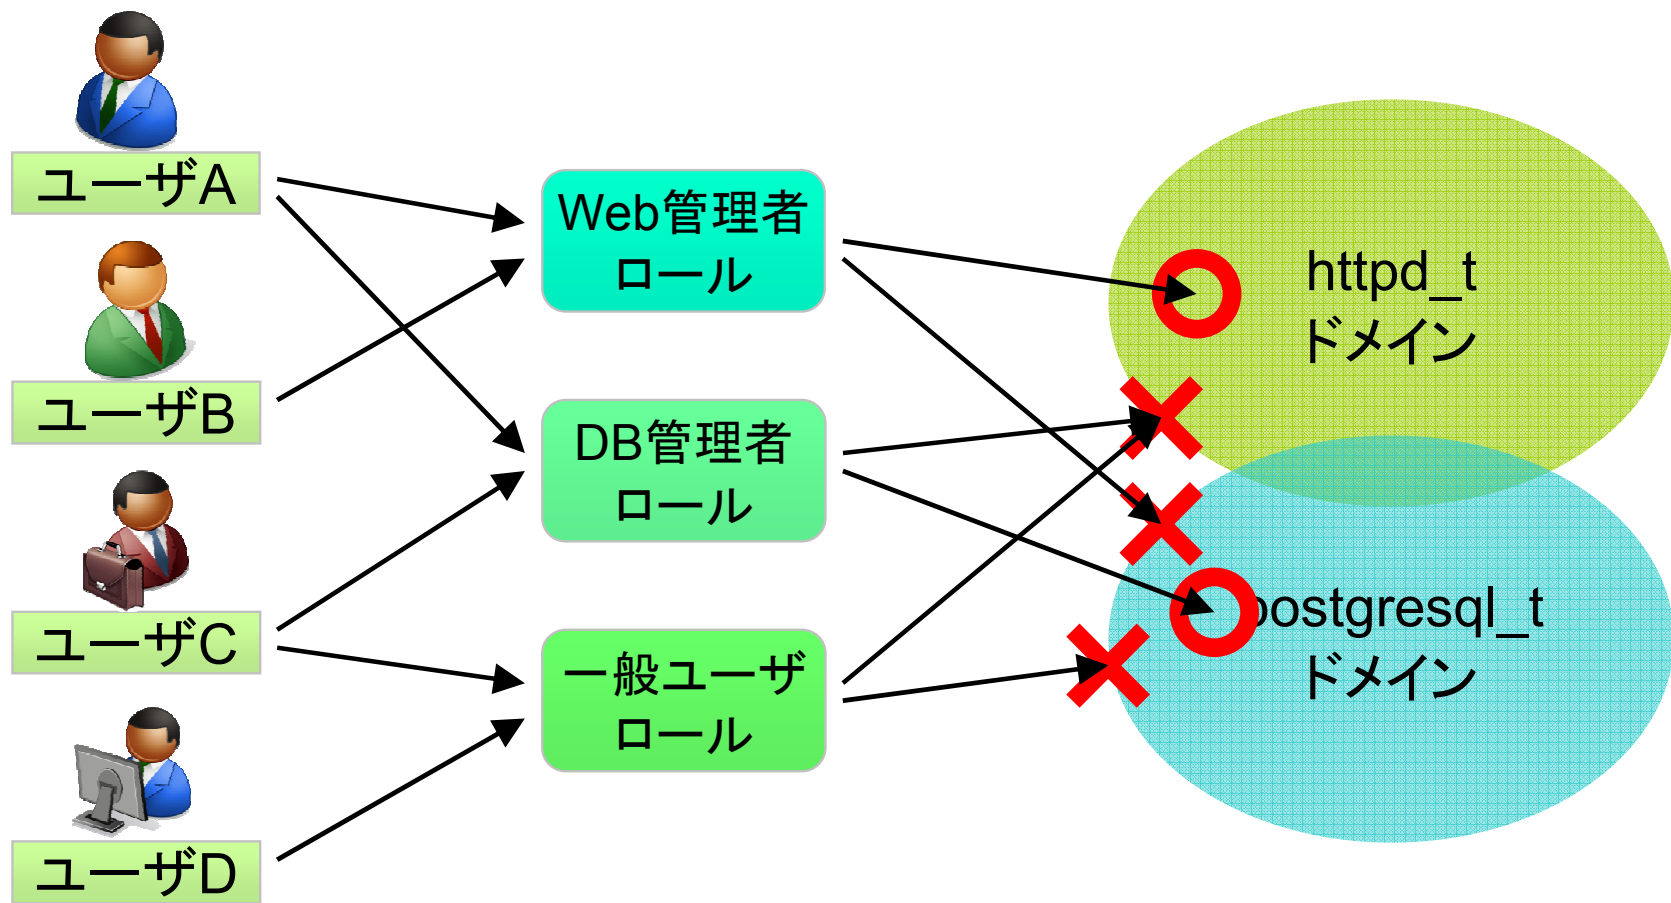 ユーザA
ユーザB
ユーザC
ユーザD
Web管理者
ロール
DB管理者
ロール
一般ユーザ
ロール
httpd_t
ドメイン
postgresql_t
ドメイン